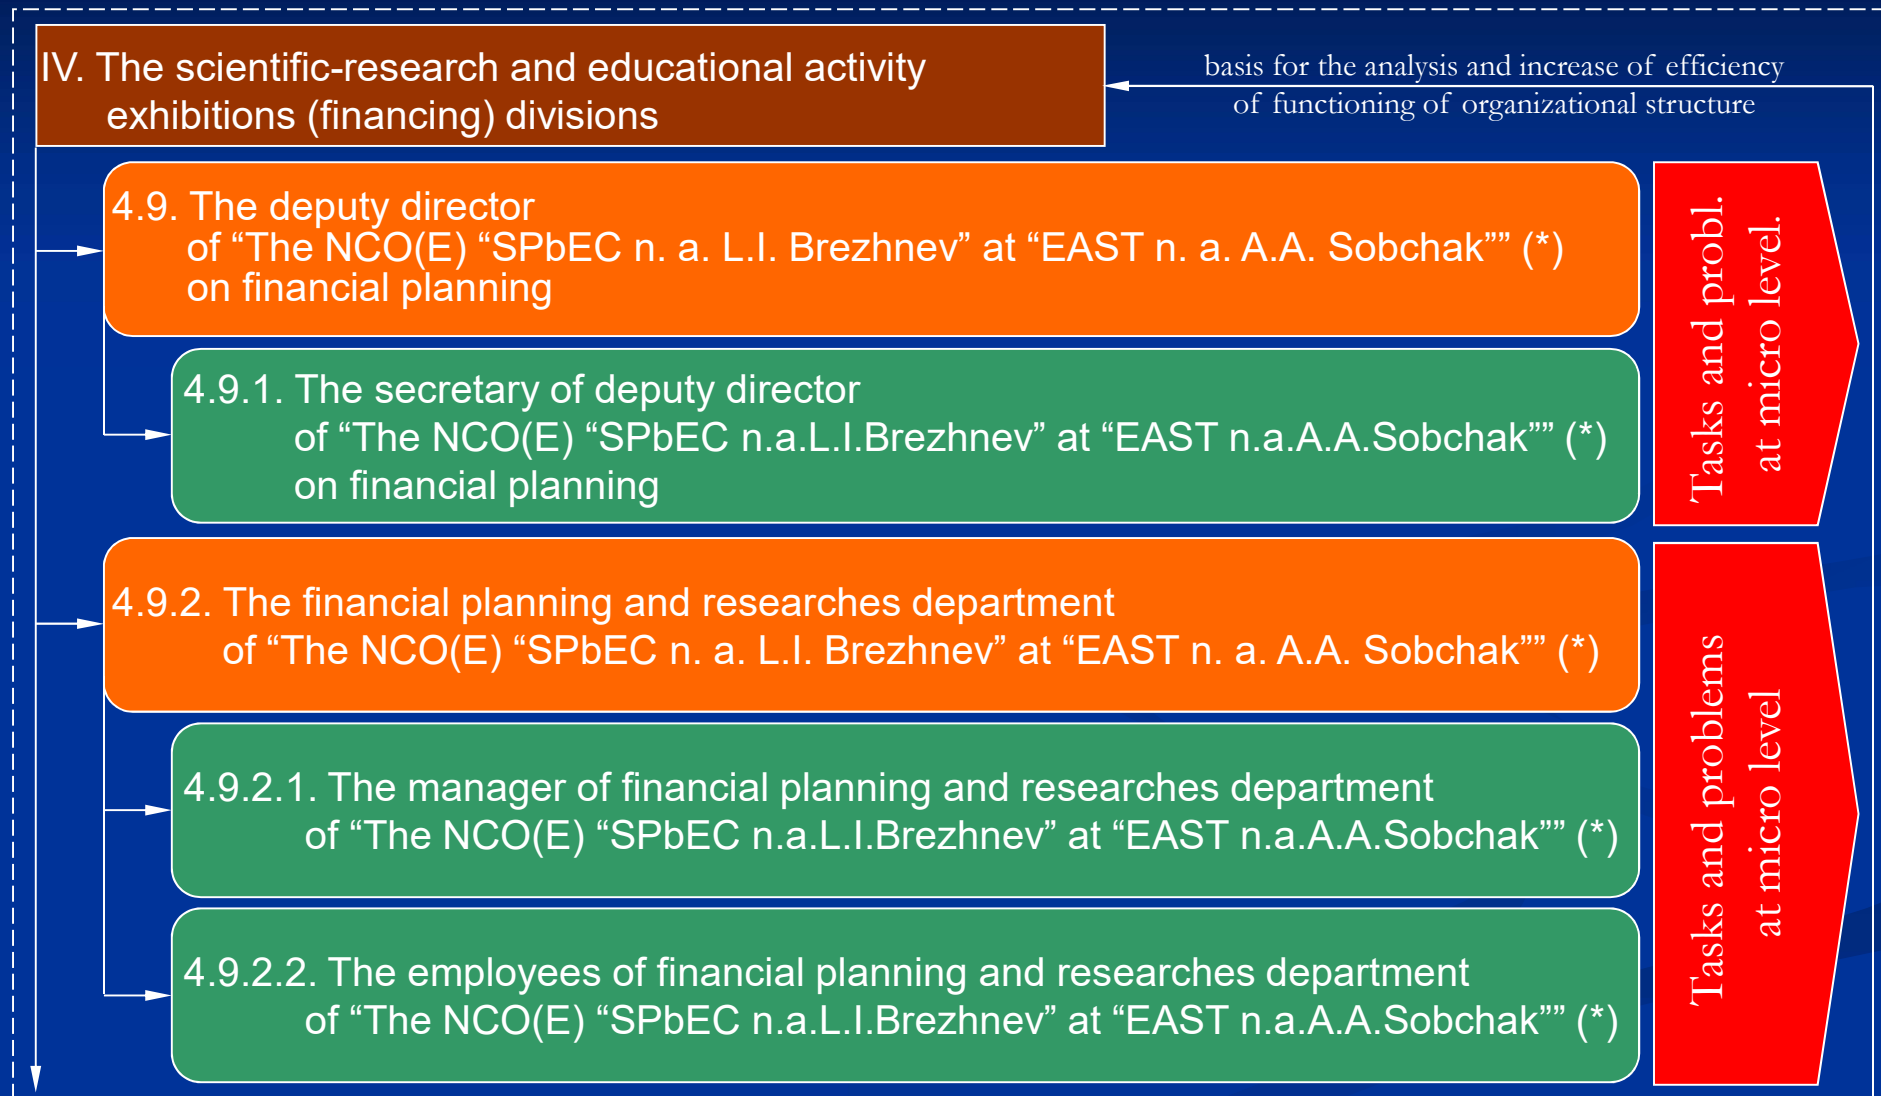 IV. The scientific-research and educational activity
exhibitions (financing) divisions
basis for the analysis and increase of efficiency
of functioning of organizational structure
4.9. The deputy director
of “The NCO(E) “SPbEC n. a. L.I. Brezhnev” at “EAST n. a. A.A. Sobchak”” (*)
on financial planning
4.9.1. The secretary of deputy director
of “The NCO(E) “SPbEC n.a.L.I.Brezhnev” at “EAST n.a.A.A.Sobchak”” (*)
on financial planning
Tasks and probl.
at micro level.
4.9.2. The financial planning and researches department
of “The NCO(E) “SPbEC n. a. L.I. Brezhnev” at “EAST n. a. A.A. Sobchak”” (*)
4.9.2.1. The manager of financial planning and researches department
of “The NCO(E) “SPbEC n.a.L.I.Brezhnev” at “EAST n.a.A.A.Sobchak”” (*)
4.9.2.2. The employees of financial planning and researches department
of “The NCO(E) “SPbEC n.a.L.I.Brezhnev” at “EAST n.a.A.A.Sobchak”” (*)
Tasks and problems
at micro level